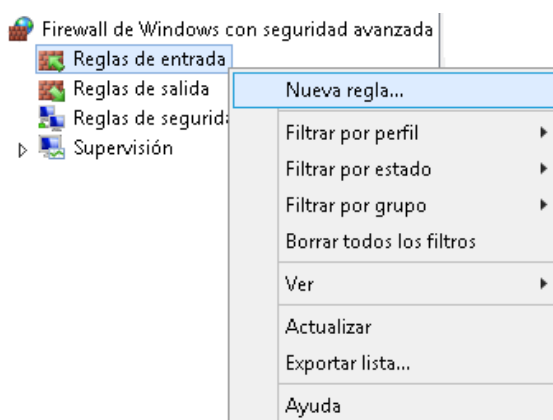 Firewall de Windows con seguridad avanzada
Reglas de entrada
Reglas de salida
Reglas de
Supervisión
Nueva regla...
Filtrar por perfil
Filtrar por estado
Filtrar por grupo
Borrar todos los filtros
Ver
Actualizar
Exportar lista...
Ayuda